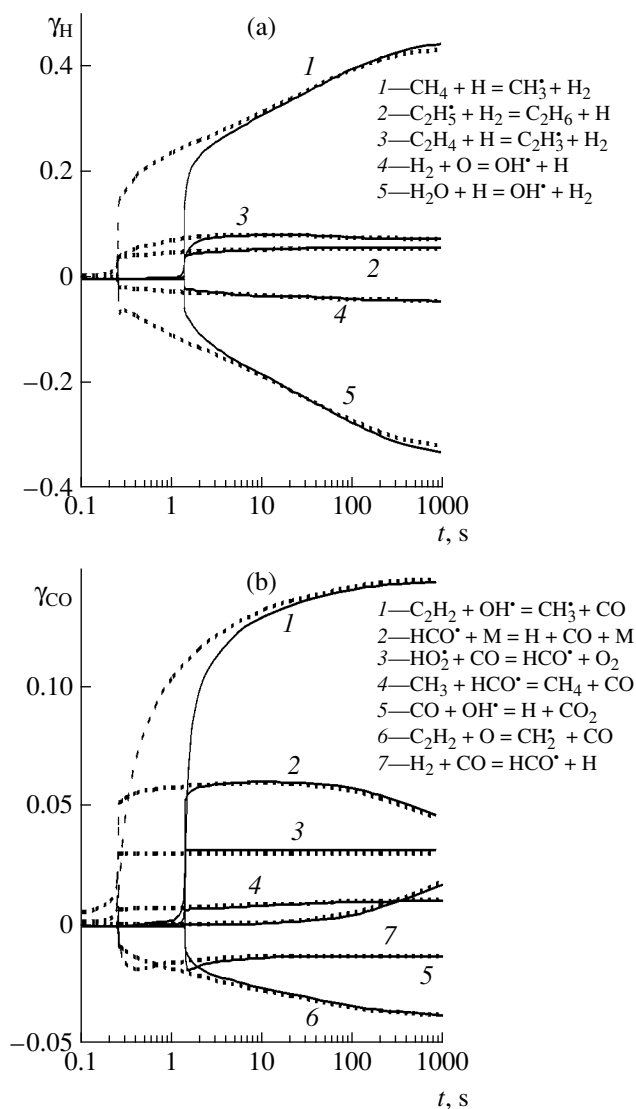 γH
(a)
0.4
0.2
0
−0.2
−0.4
0.1 1 10 100 1000
t, s
1
3
2
4
5
1—CH4 + H = CH3• + H2
2—C2H5• + H2 = C2H6 + H
3—C2H4 + H = C2H3• + H2
4—H2 + O = OH• + H
5—H2O + H = OH• + H2
γCO
(b)
0.10
0.05
0
−0.05
0.1 1 10 100 1000
t, s
1
2
3
4
7
5
6
1—C2H2 + OH• = CH3• + CO
2—HCO• + M = H + CO + M
3—HO2• + CO = HCO• + O2
4—CH3 + HCO• = CH4 + CO
5—CO + OH• = H + CO2
6—C2H2 + O = CH2• + CO
7—H2 + CO = HCO• + H